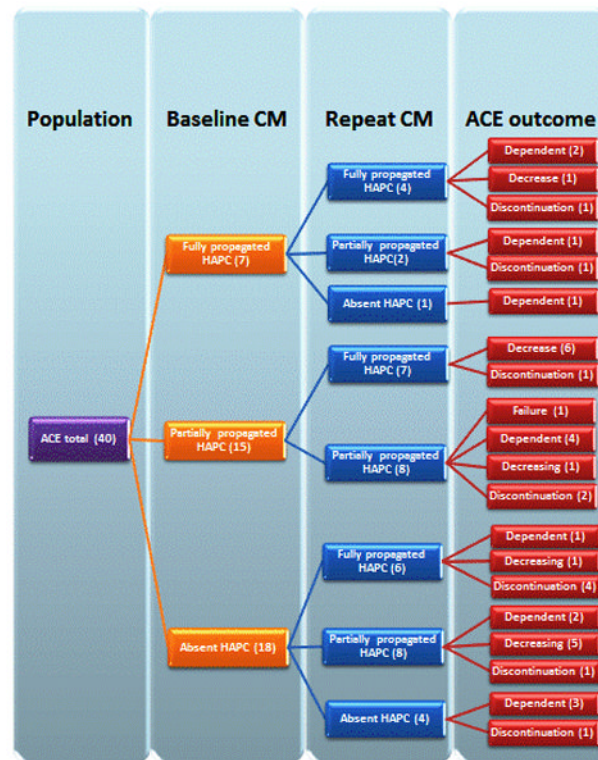 Population
Baseline CM
Repeat CM
ACE outcome
ACE total (40)
Fully propagated
HAPC (7)
Fully propagated
HAPC (4)
Dependent (2)
Decrease (1)
Discontinuation (1)
Partially propagated
HAPC(2)
Dependent (1)
Discontinuation (1)
Absent HAPC (1)
Dependent (1)
Partially propagated
HAPC (15)
Fully propagated
HAPC (7)
Decrease (6)
Discontinuation (1)
Partially propagated
HAPC (8)
Failure (1)
Dependent (4)
Decreasing (1)
Discontinuation (2)
Absent HAPC (18)
Fully propagated
HAPC (6)
Dependent (1)
Decreasing (1)
Discontinuation (4)
Partially propagated
HAPC (8)
Dependent (2)
Decreasing (5)
Discontinuation (1)
Absent HAPC (4)
Dependent (3)
Discontinuation (1)